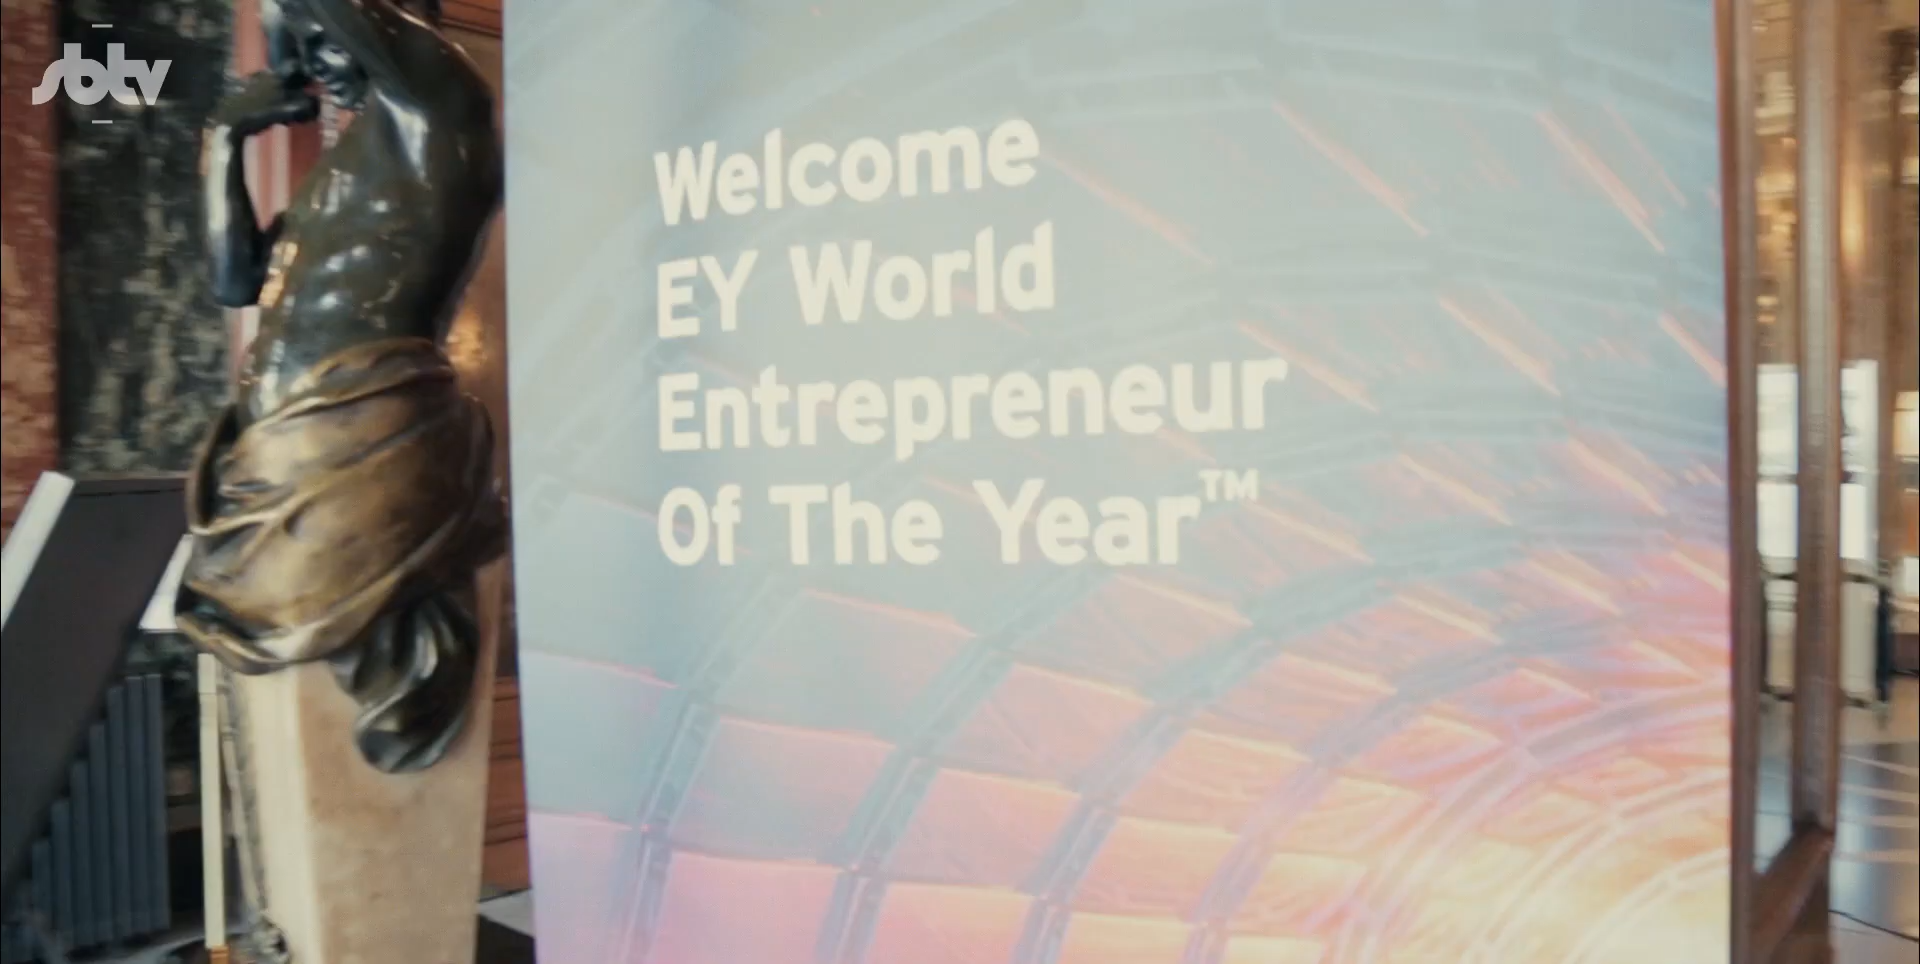 sbtv
Welcome
EY World
Entrepreneur
Of The Year™